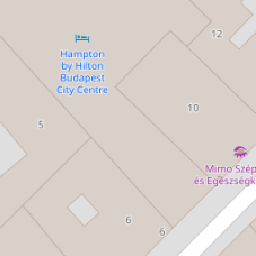 12
Hampton
by Hilton
Budapest
City Centre
10
5
Mimo Szép
és Egészségk
6
6